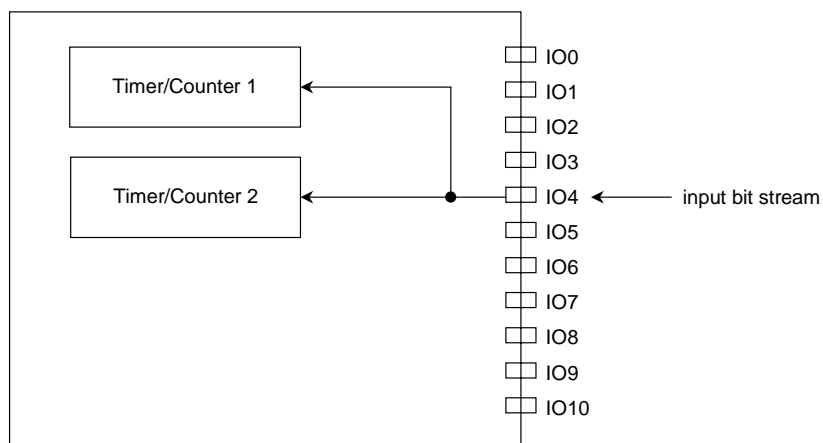 Timer/Counter 1
Timer/Counter 2
IO0
IO1
IO2
IO3
IO4
input bit stream
IO5
IO6
IO7
IO8
IO9
IO10